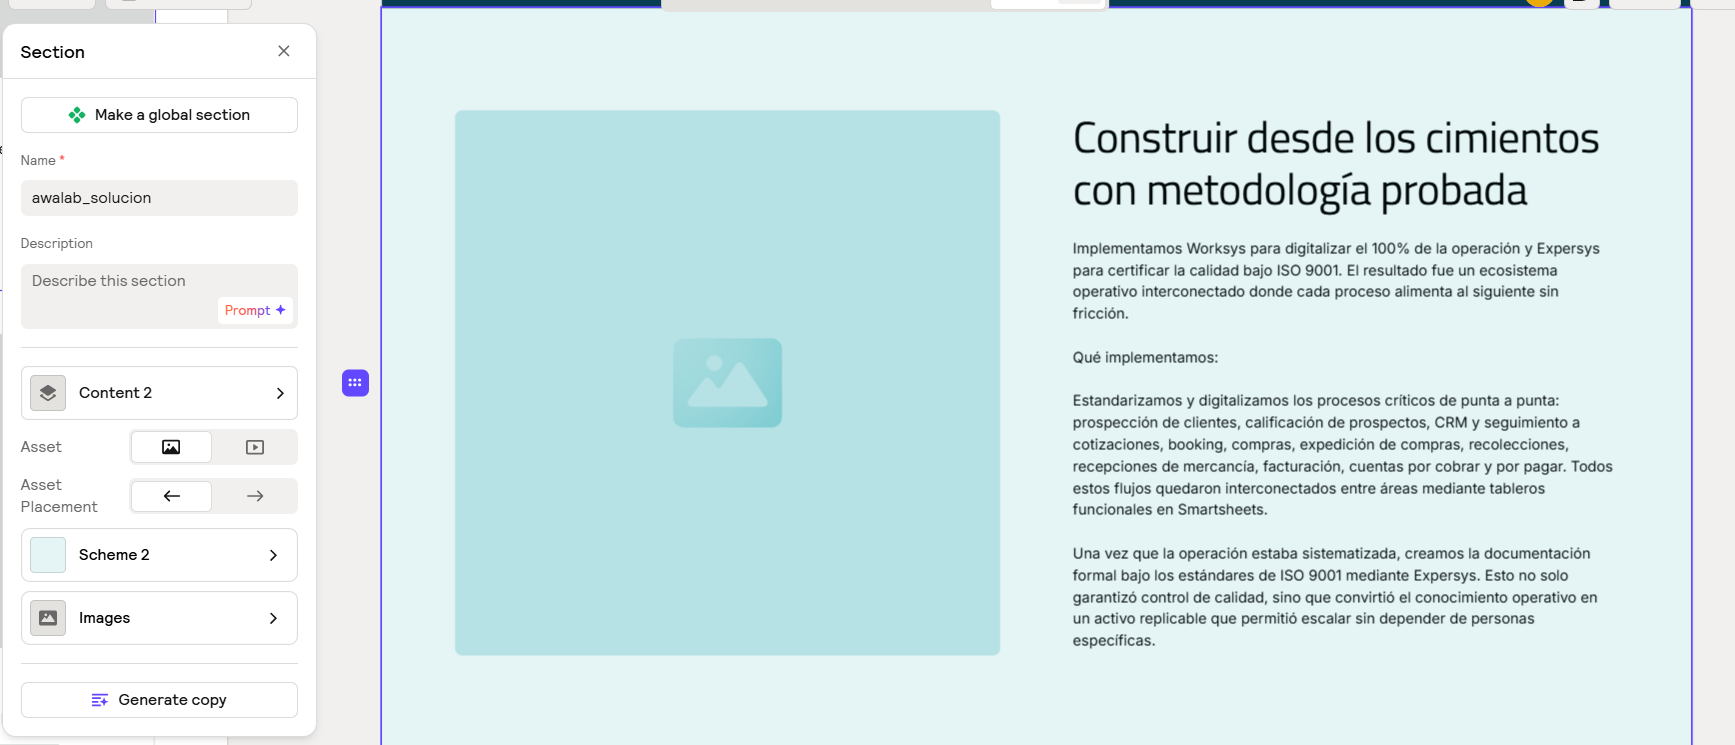 Section
Make a global section
Name *
awalab_solucion
Description
Describe this section
Prompt
Content 2
Asset
Asset
Placement
Scheme 2
Images
Generate copy
Construir desde los cimientos
con metodología probada
Implementamos Worksys para digitalizar el 100% de la operación y Expersys
para certificar la calidad bajo ISO 9001. El resultado fue un ecosistema
operativo interconectado donde cada proceso alimenta al siguiente sin
fricción.
Qué implementamos:
Estandarizamos y digitalizamos los procesos críticos de punta a punta:
prospección de clientes, calificación de prospectos, CRM y seguimiento a
cotizaciones, booking, compras, expedición de compras, recolecciones,
recepciones de mercancía, facturación, cuentas por cobrar y por pagar. Todos
estos flujos quedaron interconectados entre áreas mediante tableros
funcionales en Smartsheets.
Una vez que la operación estaba sistematizada, creamos la documentación
formal bajo los estándares de ISO 9001 mediante Expersys. Esto no solo
garantizó control de calidad, sino que convirtió el conocimiento operativo en
un activo replicable que permitió escalar sin depender de personas
específicas.